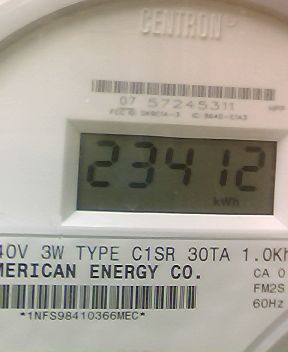 CENTRON
07 57245311
23412
kWh
40V 3W TYPE C1SR 30TA 1.0Kh
MERICAN ENERGY CO.
CA 0
FM2S
60Hz
*1NFS98410366MEC*